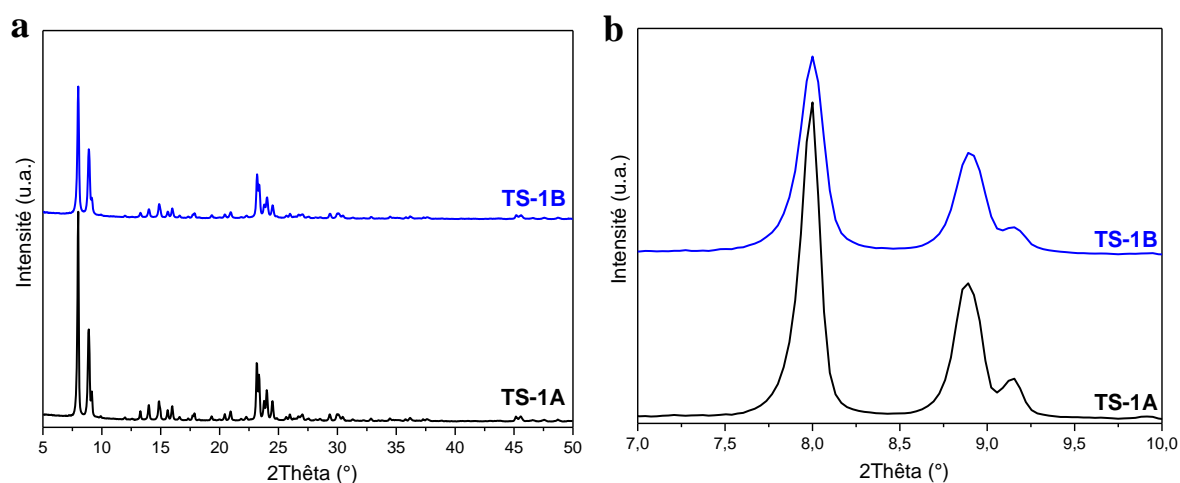 a
Intensité (u.a.)
TS-1B
TS-1A
5 10 15 20 25 30 35 40 45 50
2Thêta (°)
b
Intensité (u.a.)
TS-1B
TS-1A
7,0 7,5 8,0 8,5 9,0 9,5 10,0
2Thêta (°)